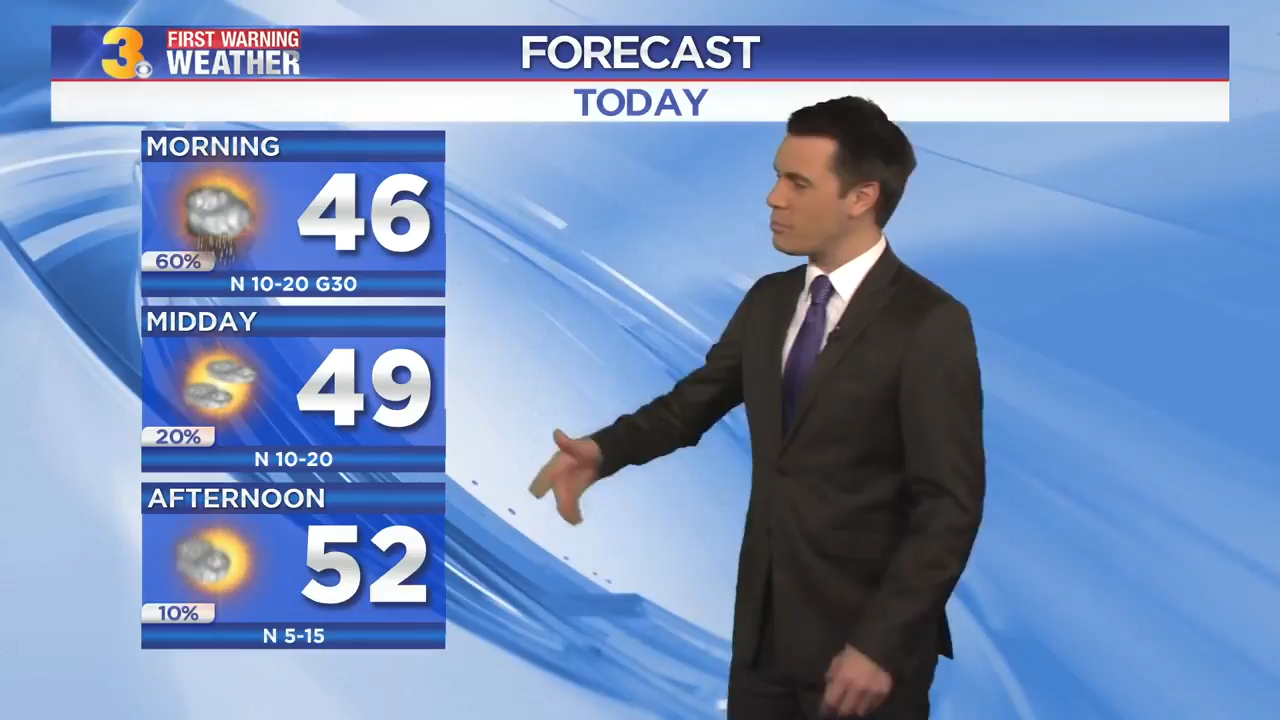 3 FIRST WARNING
WEATHER
FORECAST
TODAY
MORNING
46
60%
N 10-20 G30
MIDDAY
49
20%
N 10-20
AFTERNOON
52
10%
N 5-15